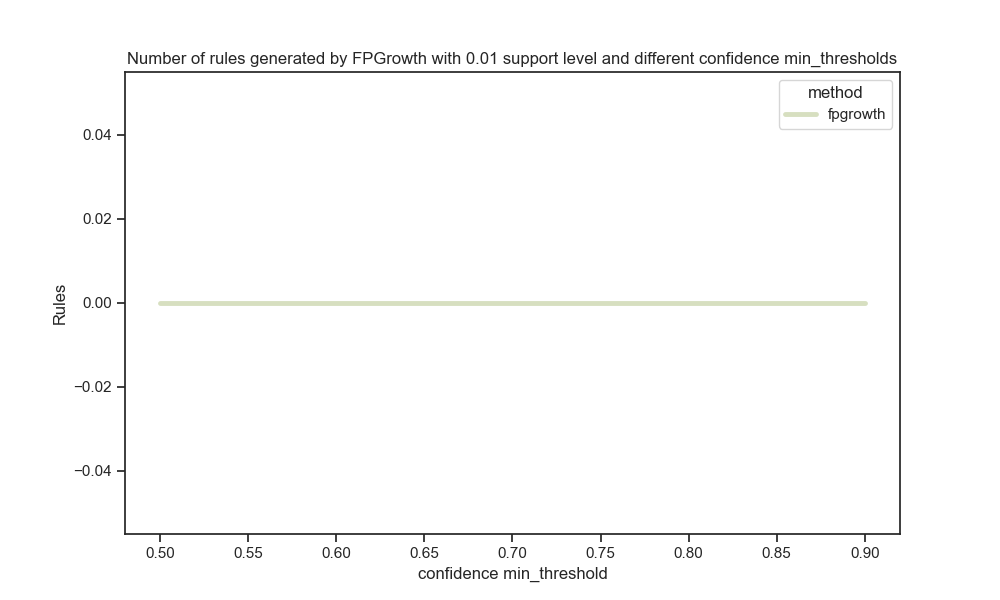 Number of rules generated by FPGrowth with 0.01 support level and different confidence min_thresholds
method
fpgrowth
0.04
0.02
0.00
−0.02
−0.04
Rules
0.50 0.55 0.60 0.65 0.70 0.75 0.80 0.85 0.90
confidence min_threshold